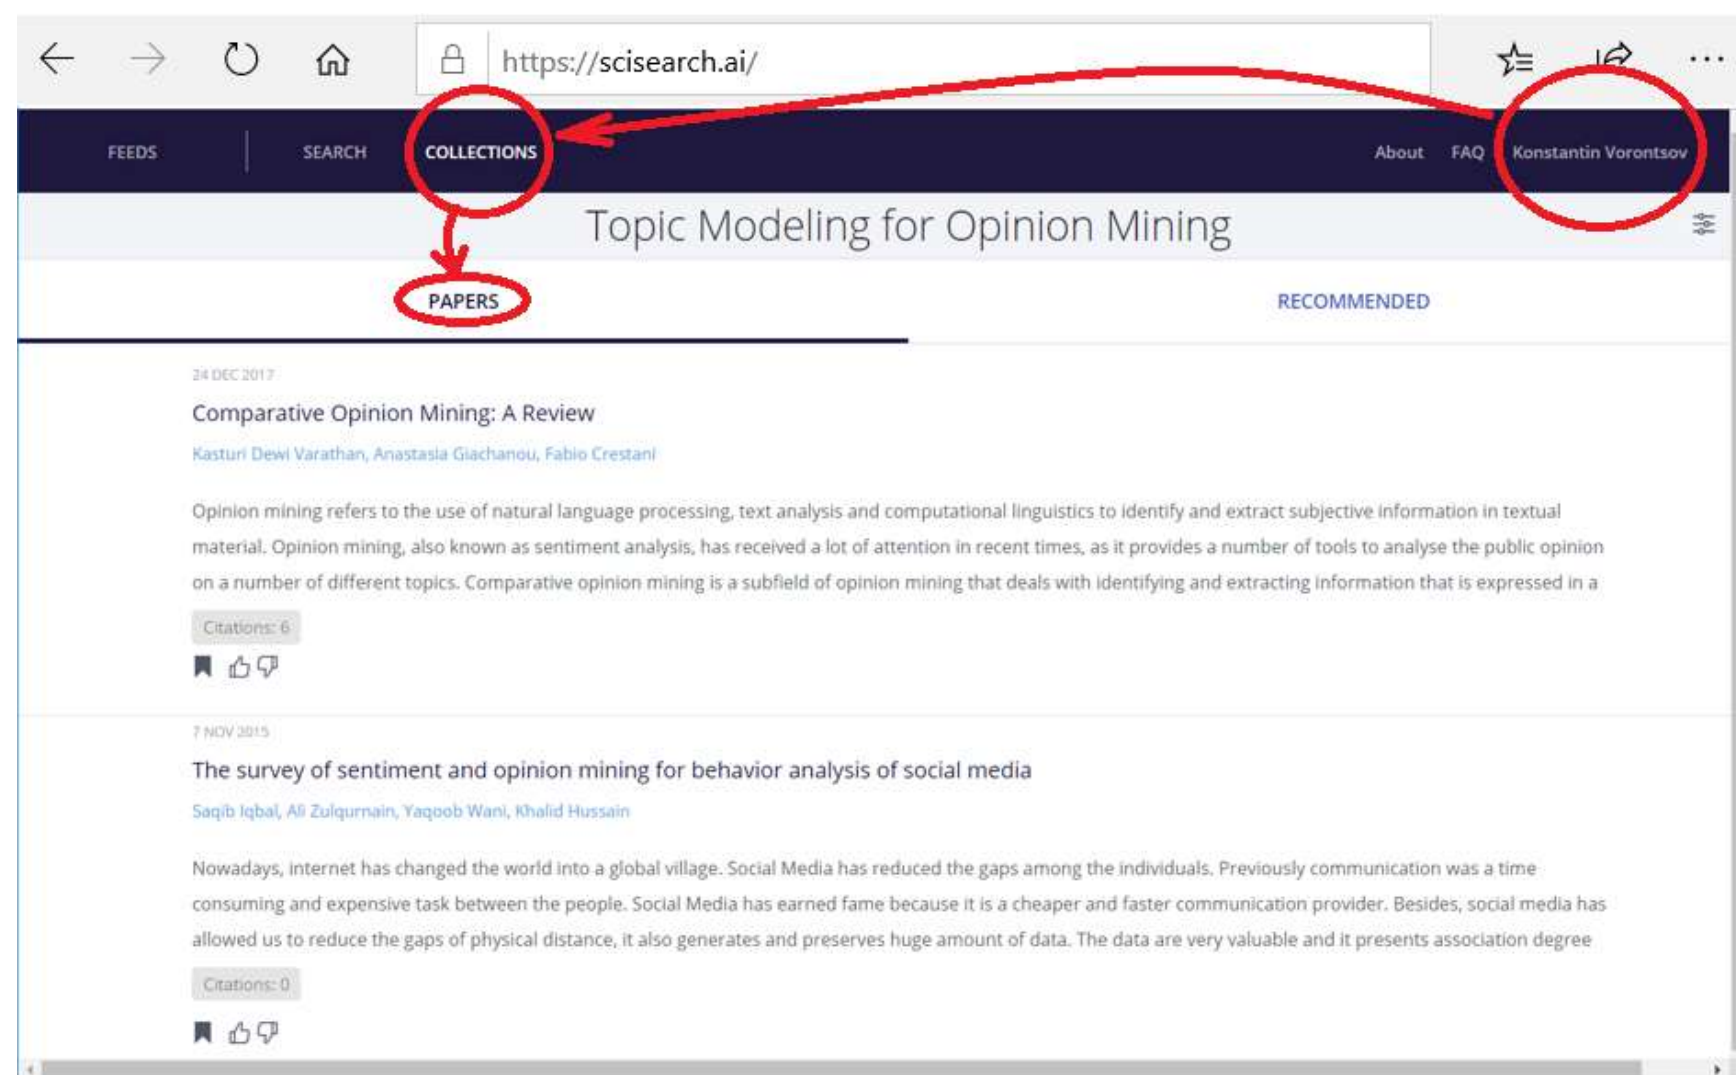 https://scisearch.ai/
FEEDS SEARCH COLLECTIONS About FAQ Konstantin Vorontsov
Topic Modeling for Opinion Mining
PAPERS RECOMMENDED
24 DEC 2017
Comparative Opinion Mining: A Review
Kasturi Dewi Varathan, Anastasia Giachanou, Fabio Crestani
Opinion mining refers to the use of natural language processing, text analysis and computational linguistics to identify and extract subjective information in textual
material. Opinion mining, also known as sentiment analysis, has received a lot of attention in recent times, as it provides a number of tools to analyse the public opinion
on a number of different topics. Comparative opinion mining is a subfield of opinion mining that deals with identifying and extracting information that is expressed in a
Citations: 6
7 NOV 2015
The survey of sentiment and opinion mining for behavior analysis of social media
Saqib Iqbal, Ali Zulqurnain, Yaqoob Wani, Khalid Hussain
Nowadays, internet has changed the world into a global village. Social Media has reduced the gaps among the individuals. Previously communication was a time
consuming and expensive task between the people. Social Media has earned fame because it is a cheaper and faster communication provider. Besides, social media has
allowed us to reduce the gaps of physical distance, it also generates and preserves huge amount of data. The data are very valuable and it presents association degree
Citations: 0